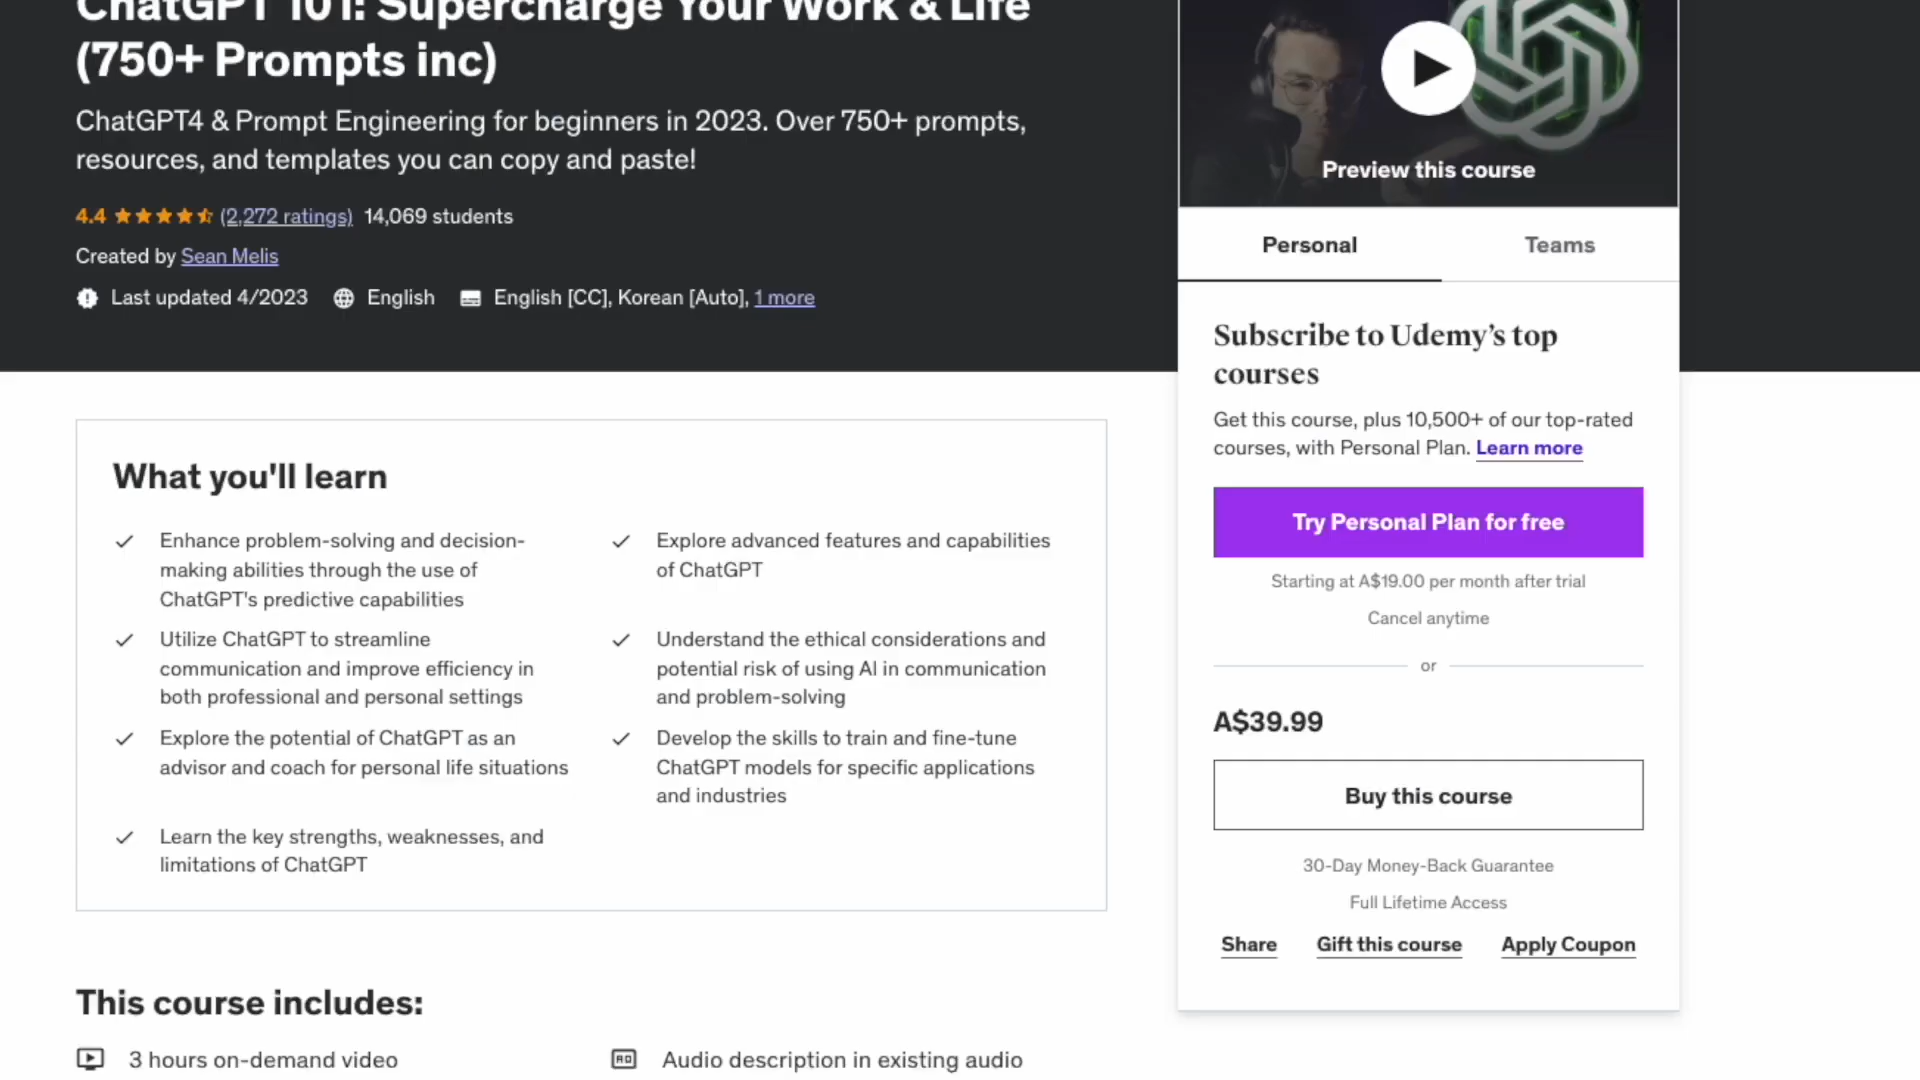 ChatGPT 101: Supercharge Your Work & Life
(750+ Prompts inc)
ChatGPT4 & Prompt Engineering for beginners in 2023. Over 750+ prompts,
resources, and templates you can copy and paste!
4.4 (2,272 ratings) 14,069 students
Created by Sean Melis
Last updated 4/2023 English English [CC], Korean [Auto], 1 more
Preview this course
Personal Teams
Subscribe to Udemy's top
courses
Get this course, plus 10,500+ of our top-rated
courses, with Personal Plan. Learn more
Try Personal Plan for free
Starting at A$19.00 per month after trial
Cancel anytime
or
A$39.99
Buy this course
30-Day Money-Back Guarantee
Full Lifetime Access
Share Gift this course Apply Coupon
What you'll learn
Enhance problem-solving and decision-
making abilities through the use of
ChatGPT's predictive capabilities
Explore advanced features and capabilities
of ChatGPT
Utilize ChatGPT to streamline
communication and improve efficiency in
both professional and personal settings
Understand the ethical considerations and
potential risk of using AI in communication
and problem-solving
Explore the potential of ChatGPT as an
advisor and coach for personal life situations
Develop the skills to train and fine-tune
ChatGPT models for specific applications
and industries
Learn the key strengths, weaknesses, and
limitations of ChatGPT
This course includes:
3 hours on-demand video
AD Audio description in existing audio